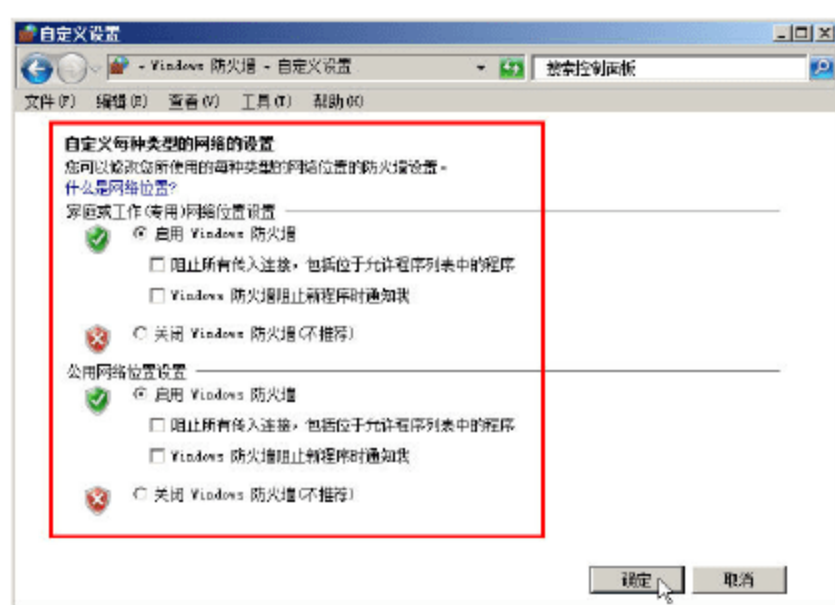 自定义设置
- Windows 防火墙 - 自定义设置
搜索控制面板
文件(F) 编辑(E) 查看(V) 工具(T) 帮助(H)
自定义每种类型的网络的设置
您可以修改您所使用的每种类型的网络位置的防火墙设置。
什么是网络位置?
家庭或工作(专用)网络位置设置
启用 Windows 防火墙
阻止所有传入连接，包括位于允许程序列表中的程序
Windows 防火墙阻止新程序时通知我
关闭 Windows 防火墙(不推荐)
公用网络位置设置
启用 Windows 防火墙
阻止所有传入连接，包括位于允许程序列表中的程序
Windows 防火墙阻止新程序时通知我
关闭 Windows 防火墙(不推荐)
确定
取消